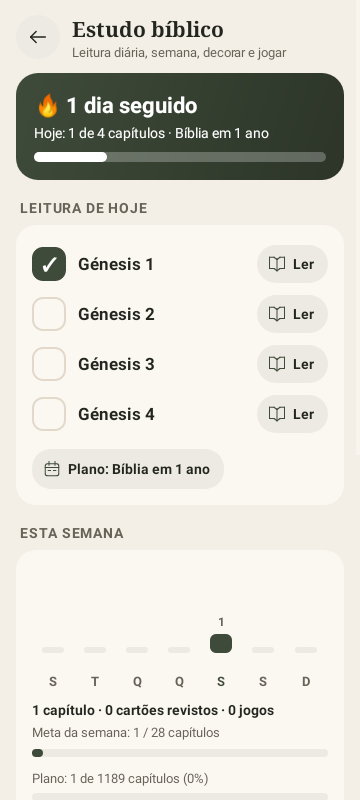 Estudo bíblico
Leitura diária, semana, decorar e jogar
🔥 1 dia seguido
Hoje: 1 de 4 capítulos · Bíblia em 1 ano
LEITURA DE HOJE
✓ Génesis 1 Ler
Génesis 2 Ler
Génesis 3 Ler
Génesis 4 Ler
Plano: Bíblia em 1 ano
ESTA SEMANA
1
S T Q Q S S D
1 capítulo · 0 cartões revistos · 0 jogos
Meta da semana: 1 / 28 capítulos
Plano: 1 de 1189 capítulos (0%)